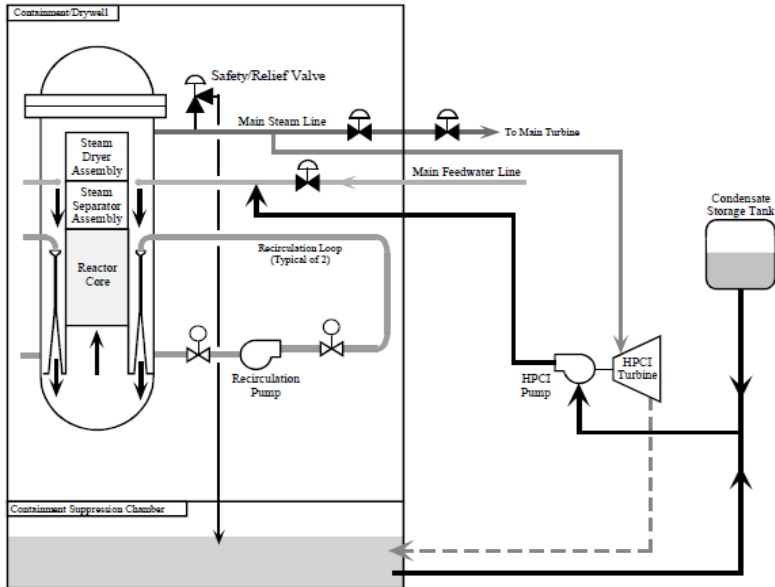 Containment/Drywell
Safety/Relief Valve
Main Steam Line
To Main Turbine
Steam
Dryer
Assembly
Main Feedwater Line
Steam
Separator
Assembly
Condensate
Storage Tank
Recirculation Loop
(Typical of 2)
Reactor
Core
HPCI
Turbine
HPCI
Pump
Recirculation
Pump
Containment Suppression Chamber